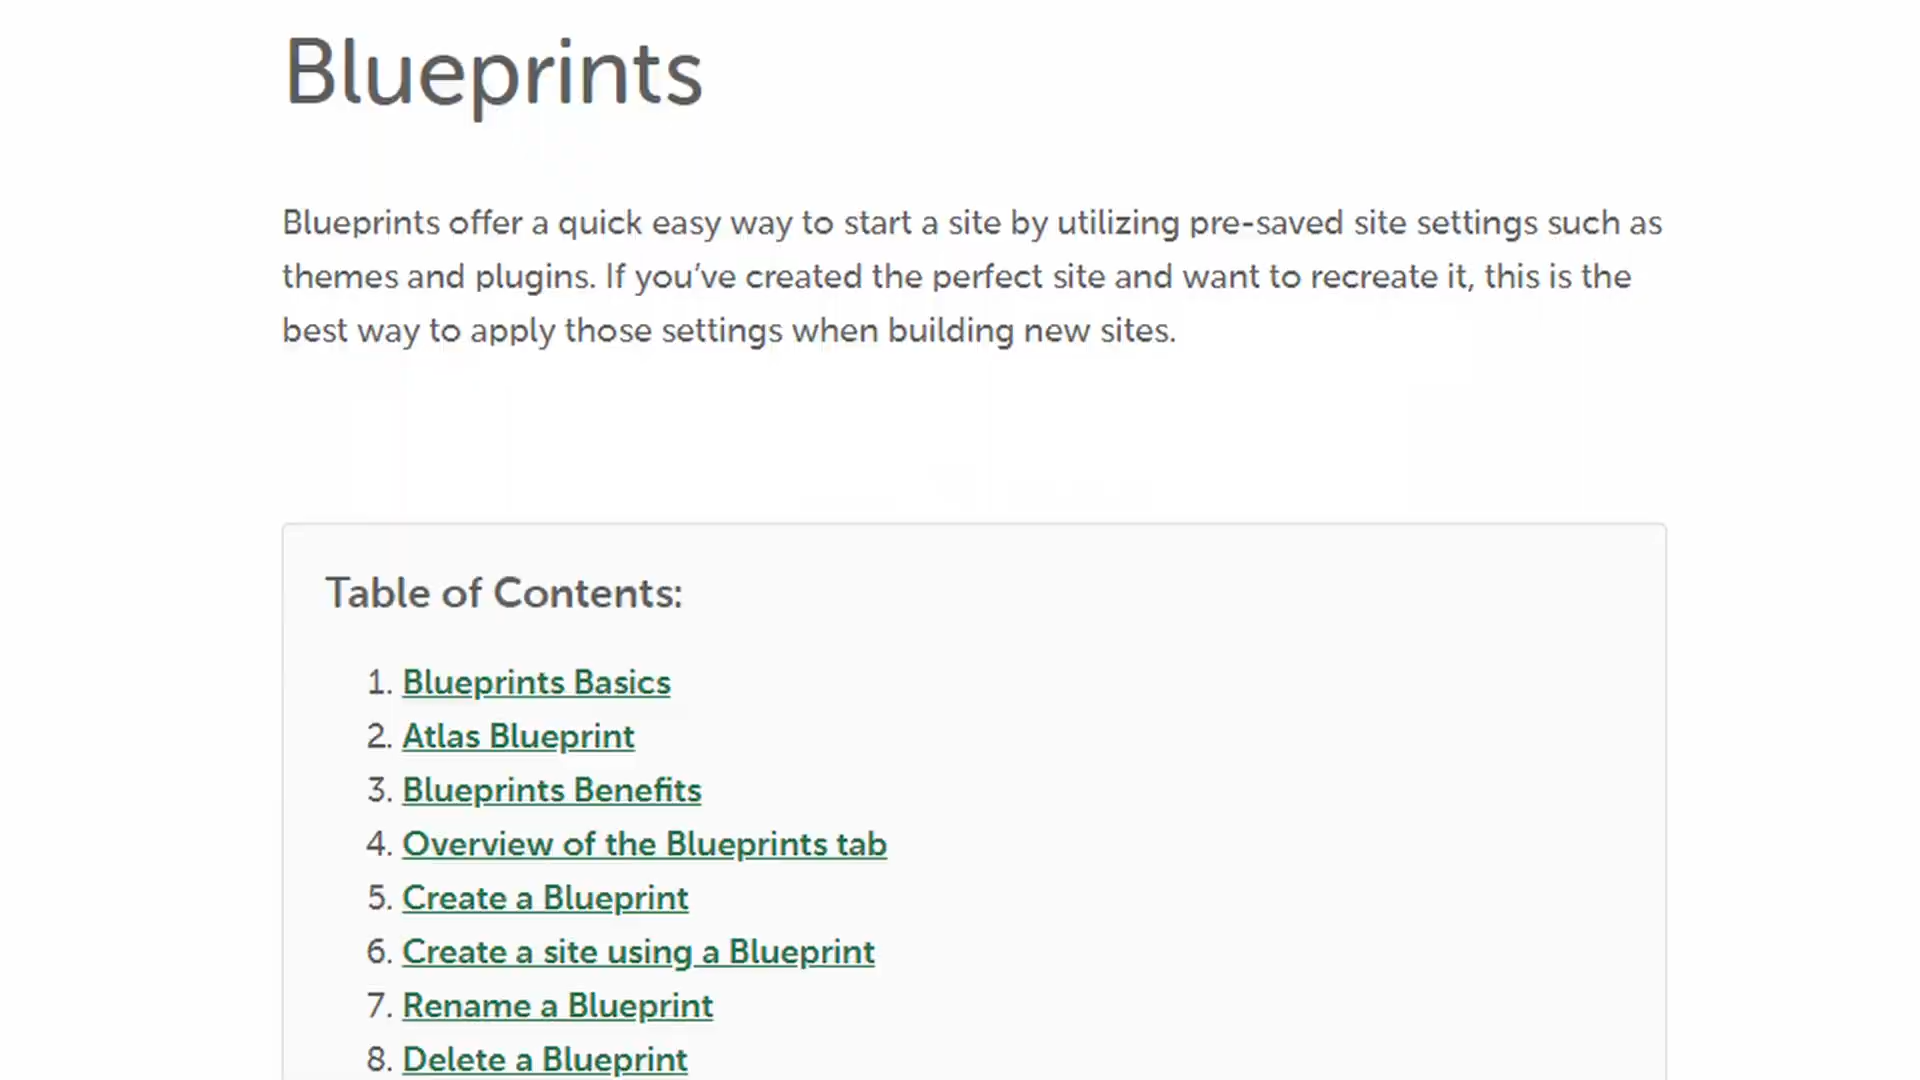 Blueprints
Blueprints offer a quick easy way to start a site by utilizing pre-saved site settings such as
themes and plugins. If you’ve created the perfect site and want to recreate it, this is the
best way to apply those settings when building new sites.
Table of Contents:
1. Blueprints Basics
2. Atlas Blueprint
3. Blueprints Benefits
4. Overview of the Blueprints tab
5. Create a Blueprint
6. Create a site using a Blueprint
7. Rename a Blueprint
8. Delete a Blueprint